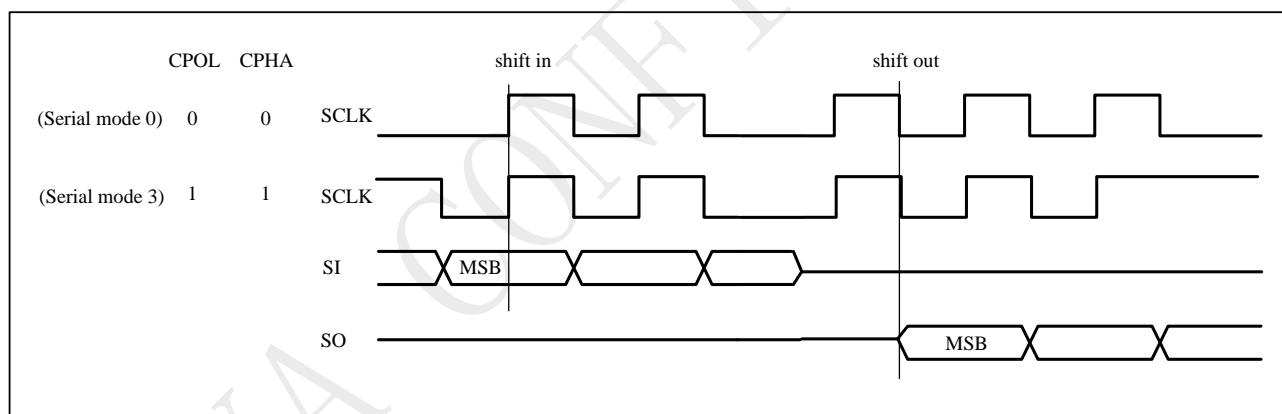 CPOL CPHA shift in shift out
(Serial mode 0) 0 0 SCLK
(Serial mode 3) 1 1 SCLK
SI MSB
SO MSB